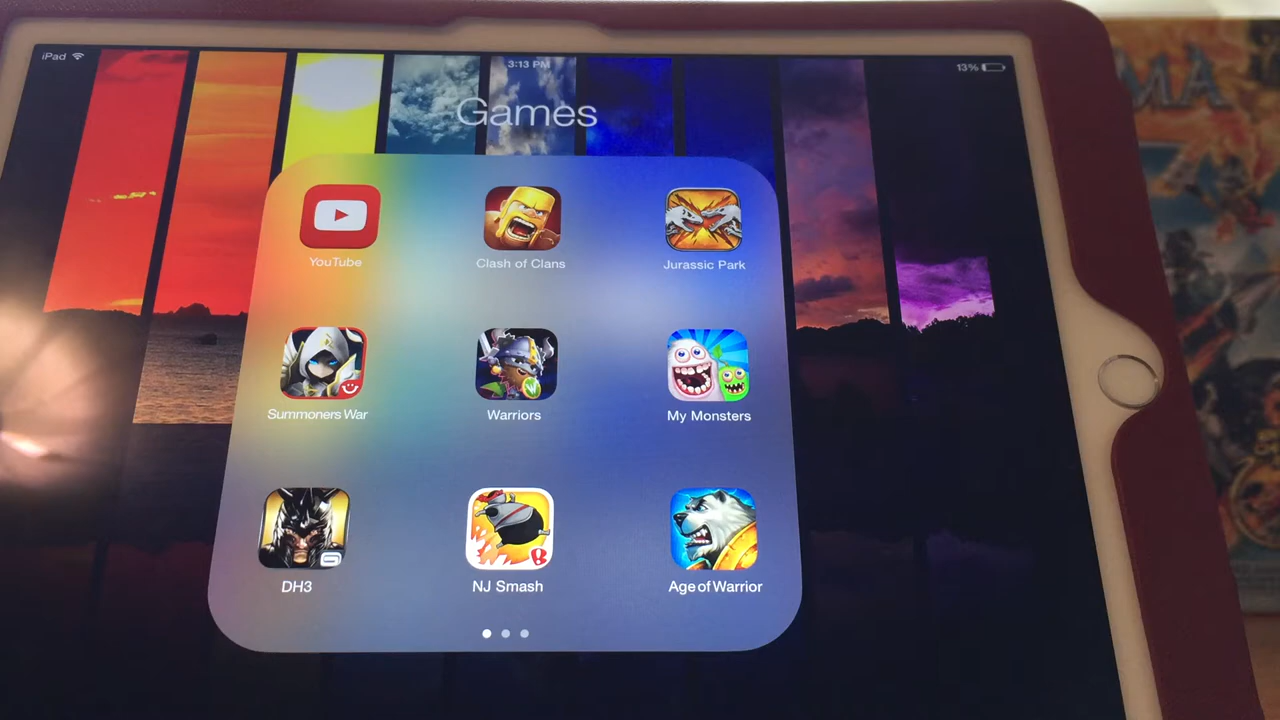 iPad
3:13 PM
13%
Games
YouTube
Clash of Clans
Jurassic Park
Summoners War
Warriors
My Monsters
DH3
NJ Smash
Age of Warrior